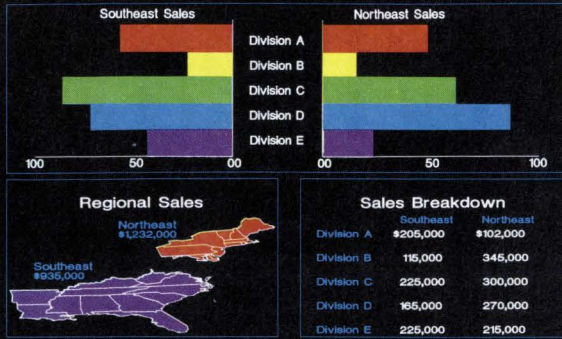 Southeast Sales Northeast Sales
Division A
Division B
Division C
Division D
Division E
100 50 00 00 50 100
Regional Sales
Northeast
$1,232,000
Southeast
$935,000
Sales Breakdown
Southeast Northeast
Division A $205,000 $102,000
Division B 115,000 345,000
Division C 225,000 300,000
Division D 165,000 270,000
Division E 225,000 215,000